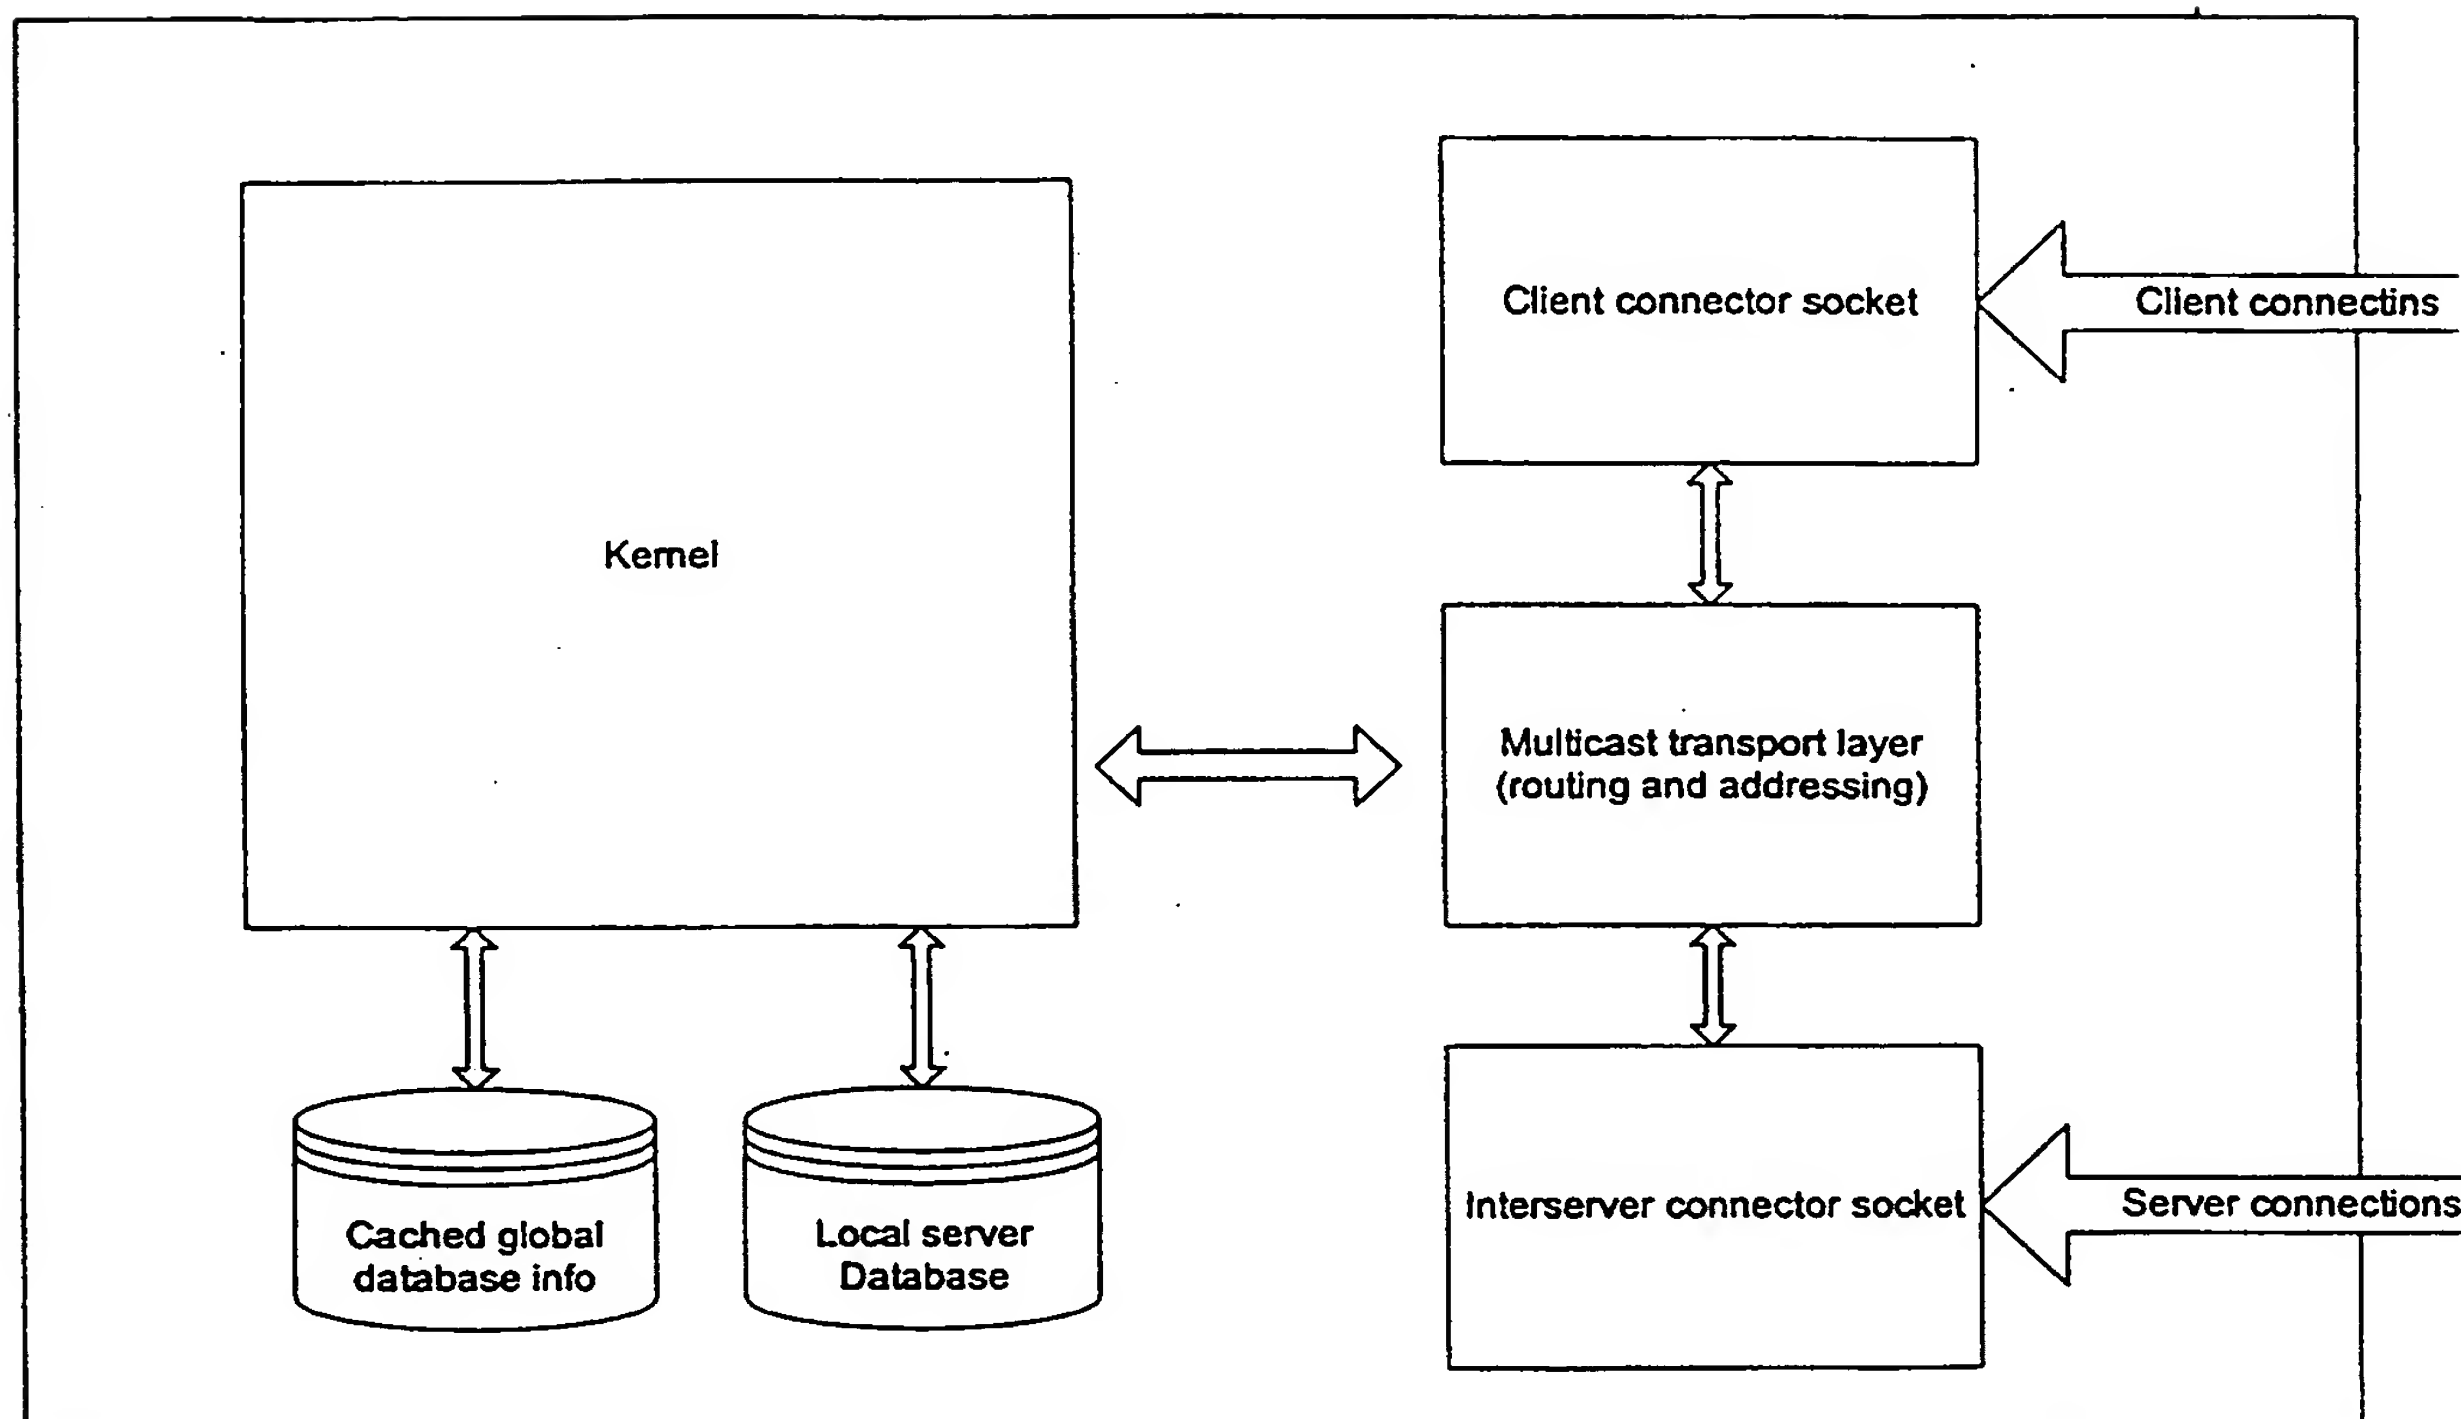 Client connector socket
Client connectins
Kernel
Multicast transport layer
(routing and addressing)
Interserver connector socket
Server connections
Cached global
database info
Local server
Database